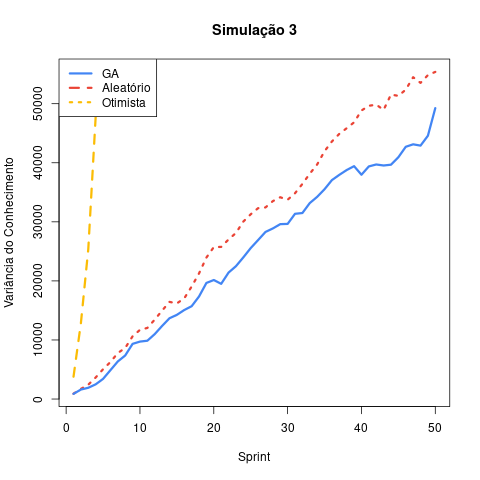 Simulação 3
GA
Aleatório
Otimista
Variância do Conhecimento
0
10000
20000
30000
40000
50000
0
10
20
30
40
50
Sprint